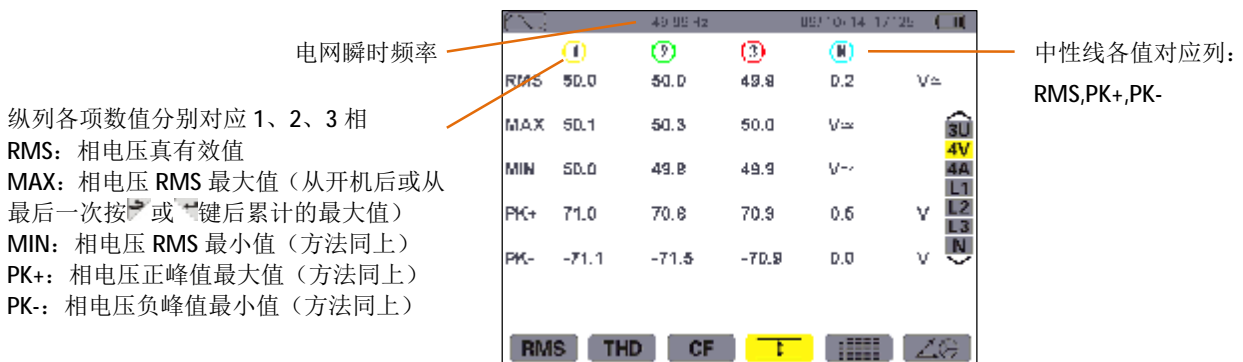 49.99 Hz 09/10/14 17:25
电网瞬时频率
中性线各值对应列：
RMS,PK+,PK-
纵列各项数值分别对应 1、2、3 相
RMS：相电压真有效值
MAX：相电压 RMS 最大值（从开机后或从
最后一次按或键后累计的最大值）
MIN：相电压 RMS 最小值（方法同上）
PK+：相电压正峰值最大值（方法同上）
PK-：相电压负峰值最小值（方法同上）
1 2 3 N
RMS 50.0 50.0 49.9 0.2 V≃
MAX 50.1 50.3 50.0 V≃
MIN 50.0 49.8 49.9 V≃
PK+ 71.0 70.8 70.9 0.6 V
PK- -71.1 -71.5 -70.9 0.0 V
3U
4V
4A
L1
L2
L3
N
RMS THD CF